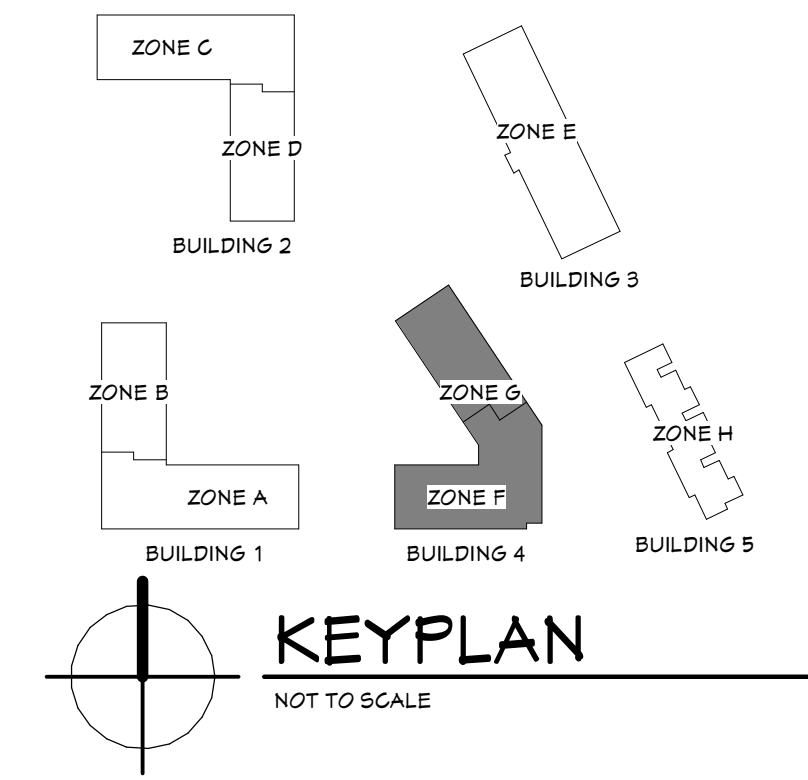 ZONE C
ZONE E
ZONE D
BUILDING 2
BUILDING 3
ZONE B
ZONE G
ZONE H
ZONE A
ZONE F
BUILDING 1
BUILDING 4
BUILDING 5
KEYPLAN
NOT TO SCALE